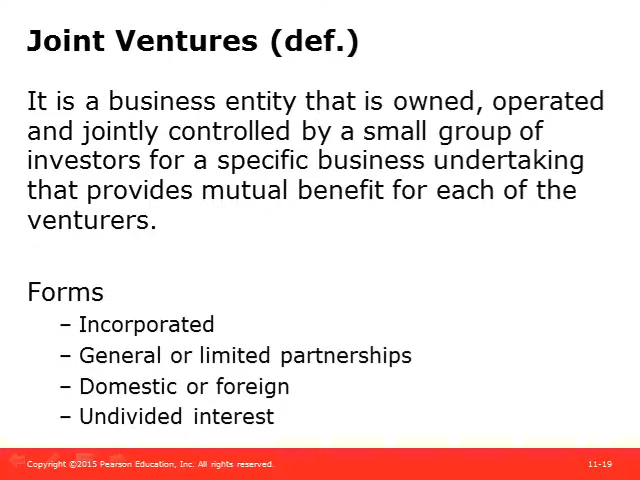 Joint Ventures (def.)
It is a business entity that is owned, operated
and jointly controlled by a small group of
investors for a specific business undertaking
that provides mutual benefit for each of the
venturers.
Forms
– Incorporated
– General or limited partnerships
– Domestic or foreign
– Undivided interest
Copyright ©2015 Pearson Education, Inc. All rights reserved.
11-19